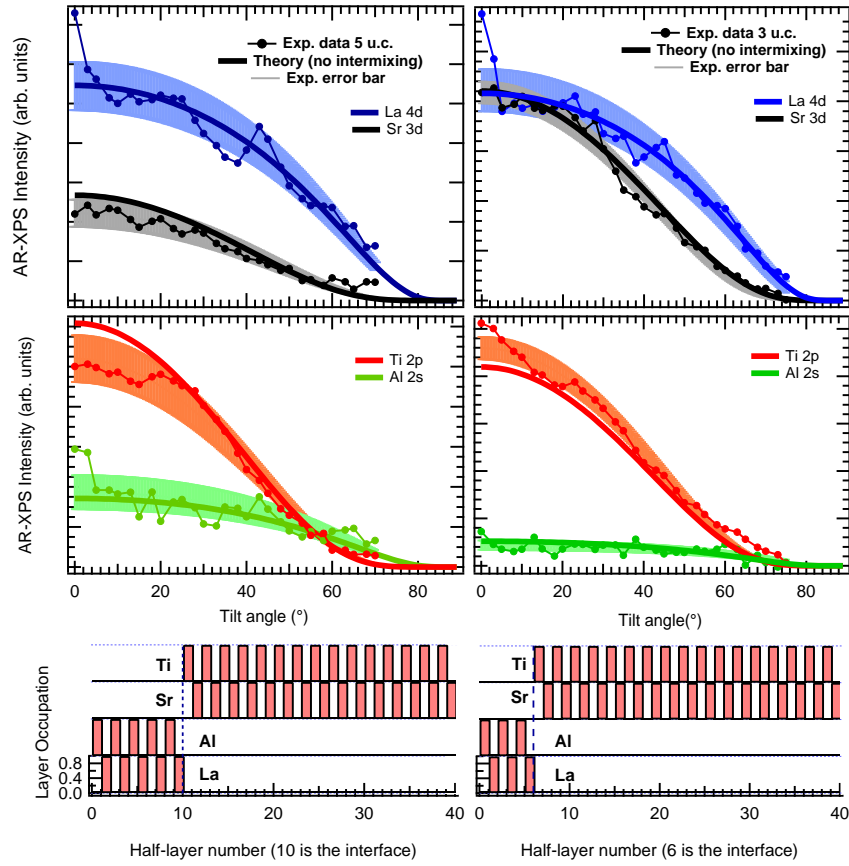 AR-XPS Intensity (arb. units)
Exp. data 5 u.c.
Theory (no intermixing)
Exp. error bar
La 4d
Sr 3d
Exp. data 3 u.c.
Theory (no intermixing)
Exp. error bar
La 4d
Sr 3d
AR-XPS Intensity (arb. units)
Ti 2p
Al 2s
0 20 40 60 80
Tilt angle (°)
Ti 2p
Al 2s
0 20 40 60 80
Tilt angle(°)
Layer Occupation
Ti
Sr
Al
La
0.8
0.4
0.0
0 10 20 30 40
Half-layer number (10 is the interface)
Ti
Sr
Al
La
0 10 20 30 40
Half-layer number (6 is the interface)